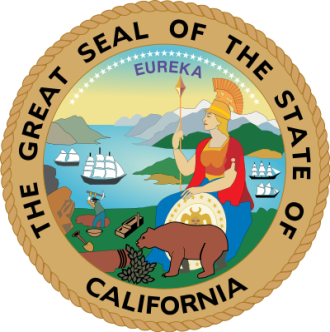 THE GREAT SEAL OF THE STATE OF
CALIFORNIA
EUREKA